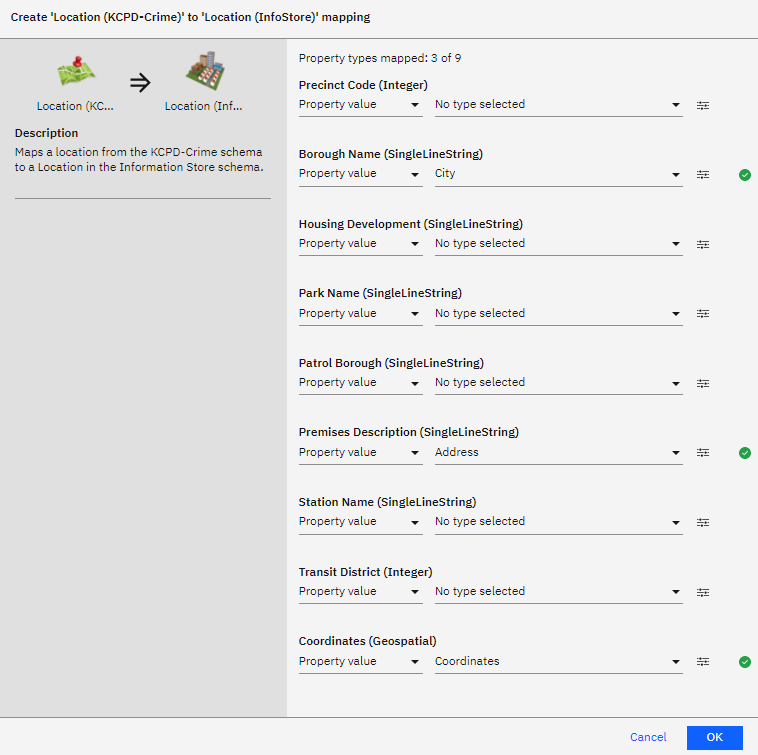 Create 'Location (KCPD-Crime)' to 'Location (InfoStore)' mapping
Location (KC...
Location (Inf...
Description
Maps a location from the KCPD-Crime schema
to a Location in the Information Store schema.
Property types mapped: 3 of 9
Precinct Code (Integer)
Property value No type selected
Borough Name (SingleLineString)
Property value City
Housing Development (SingleLineString)
Property value No type selected
Park Name (SingleLineString)
Property value No type selected
Patrol Borough (SingleLineString)
Property value No type selected
Premises Description (SingleLineString)
Property value Address
Station Name (SingleLineString)
Property value No type selected
Transit District (Integer)
Property value No type selected
Coordinates (Geospatial)
Property value Coordinates
Cancel OK